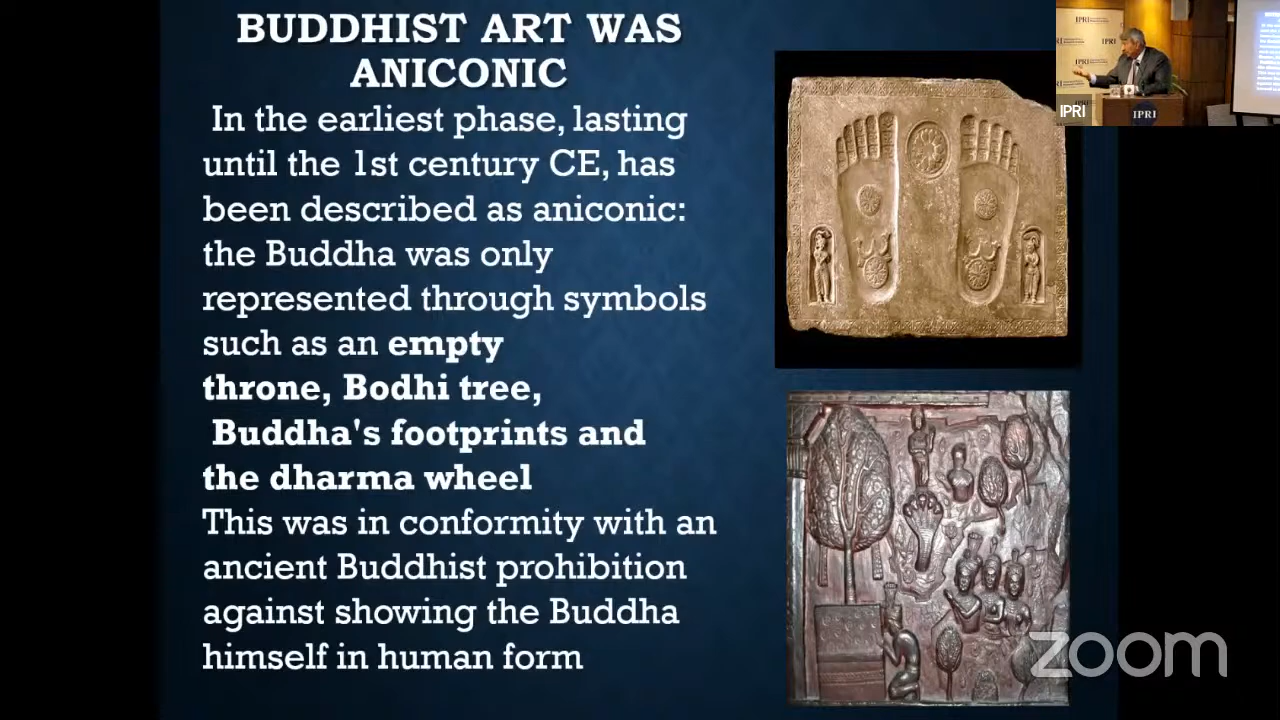 BUDDHIST ART WAS
ANICONIC
In the earliest phase, lasting
until the 1st century CE, has
been described as aniconic:
the Buddha was only
represented through symbols
such as an empty
throne, Bodhi tree,
Buddha's footprints and
the dharma wheel
This was in conformity with an
ancient Buddhist prohibition
against showing the Buddha
himself in human form
IPRI
IPRI
IPRI
IPRI
IPRI
zoom